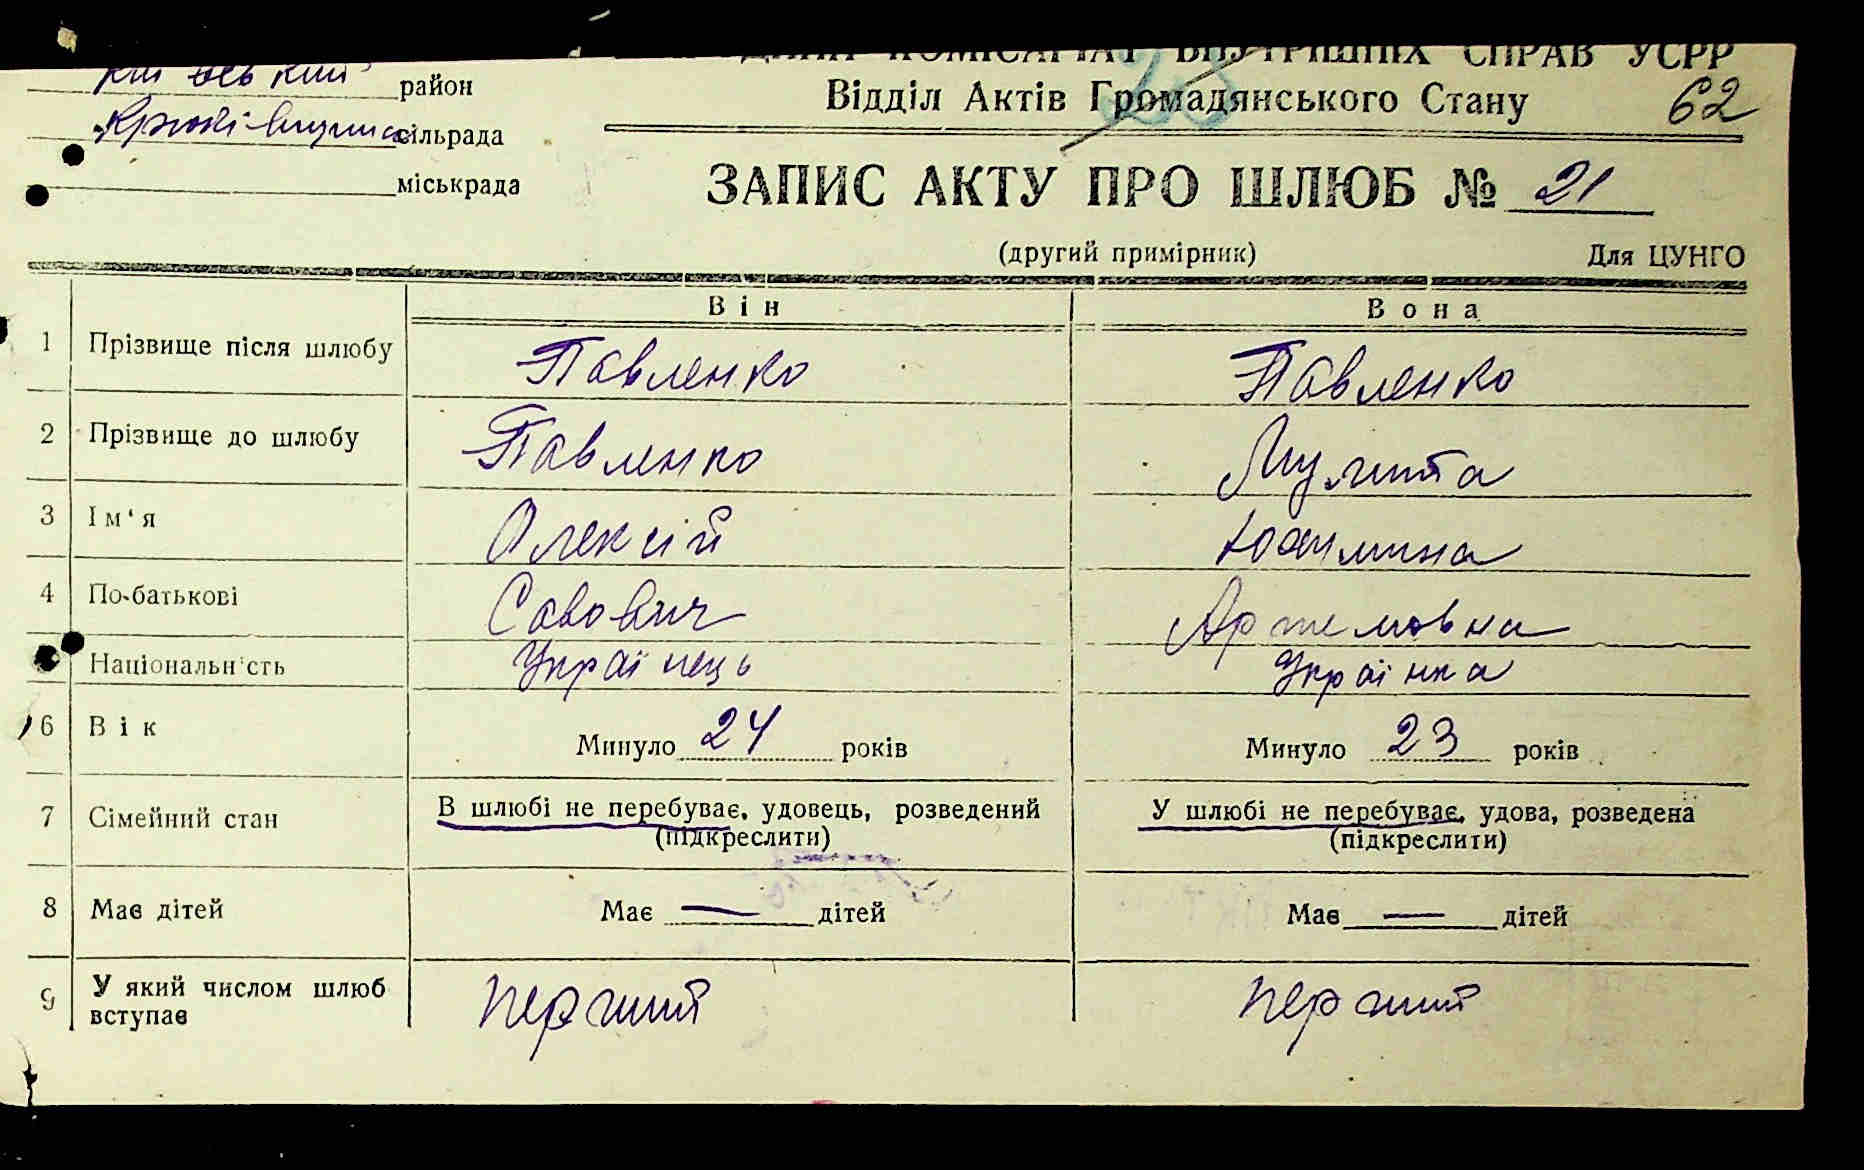 Київський район
Крюківщина сільрада
міськрада
КОМІСАРІАТ ВНУТРІШНІХ СПРАВ УСРР
Відділ Актів Громадянського Стану 62
23
ЗАПИС АКТУ ПРО ШЛЮБ № 21
(другий примірник) Для ЦУНГО
Він Вона
1 Прізвище після шлюбу Павленко Павленко
2 Прізвище до шлюбу Павленко
3 Ім'я Олексій Юхимина
4 По-батькові Савович Артемовна
Національність Українець Українка
6 Вік Минуло 24 років Минуло 23 років
7 Сімейний стан В шлюбі не перебуває, удовець, розведений У шлюбі не перебуває, удова, розведена
(підкреслити) (підкреслити)
8 Має дітей Має — дітей Має — дітей
9 У який числом шлюб вступає перший перший